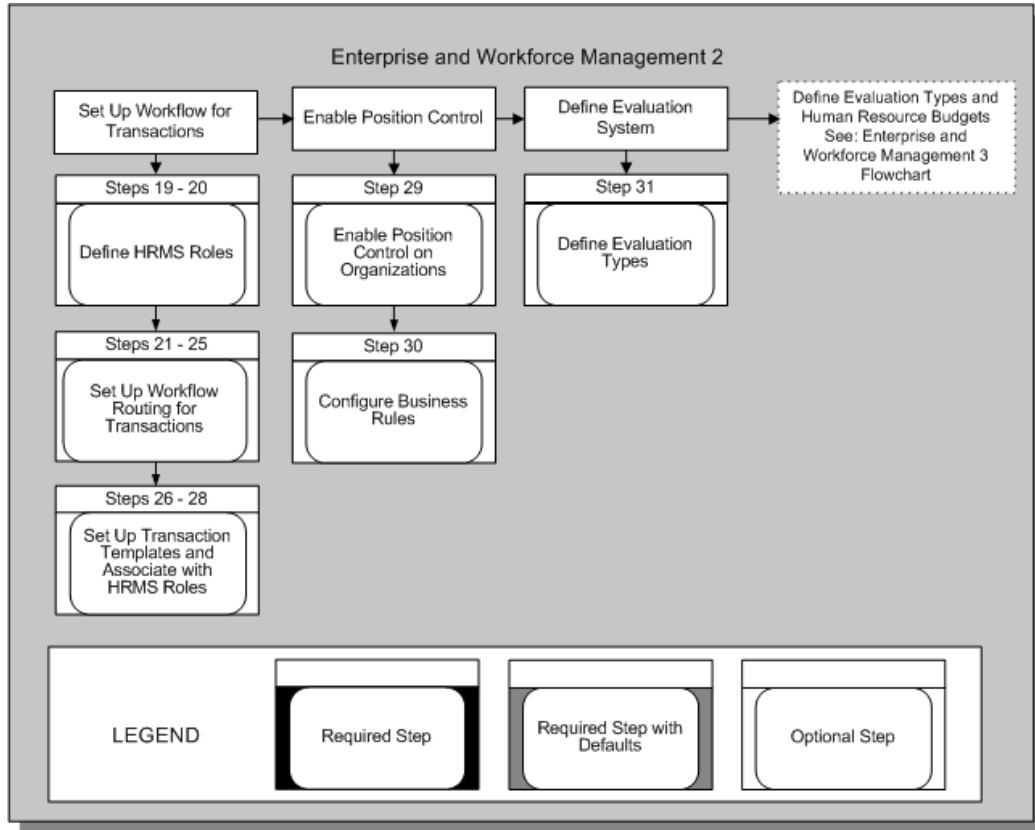 Enterprise and Workforce Management 2
Set Up Workflow for
Transactions
Enable Position Control
Define Evaluation
System
Define Evaluation Types and
Human Resource Budgets
See: Enterprise and
Workforce Management 3
Flowchart
Steps 19 - 20
Define HRMS Roles
Step 29
Enable Position
Control on
Organizations
Step 31
Define Evaluation
Types
Steps 21 - 25
Set Up Workflow
Routing for
Transactions
Step 30
Configure Business
Rules
Steps 26 - 28
Set Up Transaction
Templates and
Associate with
HRMS Roles
LEGEND
Required Step
Required Step with
Defaults
Optional Step